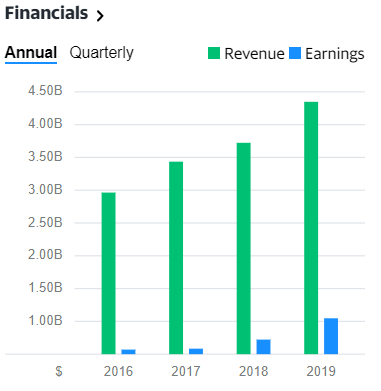 Financials >
Annual Quarterly Revenue Earnings
4.50B
4.00B
3.50B
3.00B
2.50B
2.00B
1.50B
1.00B
$ 2016 2017 2018 2019